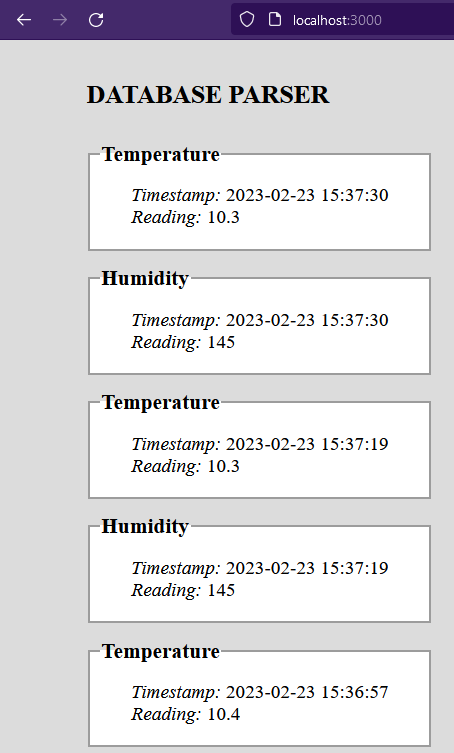 localhost:3000
DATABASE PARSER
Temperature
Timestamp: 2023-02-23 15:37:30
Reading: 10.3
Humidity
Timestamp: 2023-02-23 15:37:30
Reading: 145
Temperature
Timestamp: 2023-02-23 15:37:19
Reading: 10.3
Humidity
Timestamp: 2023-02-23 15:37:19
Reading: 145
Temperature
Timestamp: 2023-02-23 15:36:57
Reading: 10.4